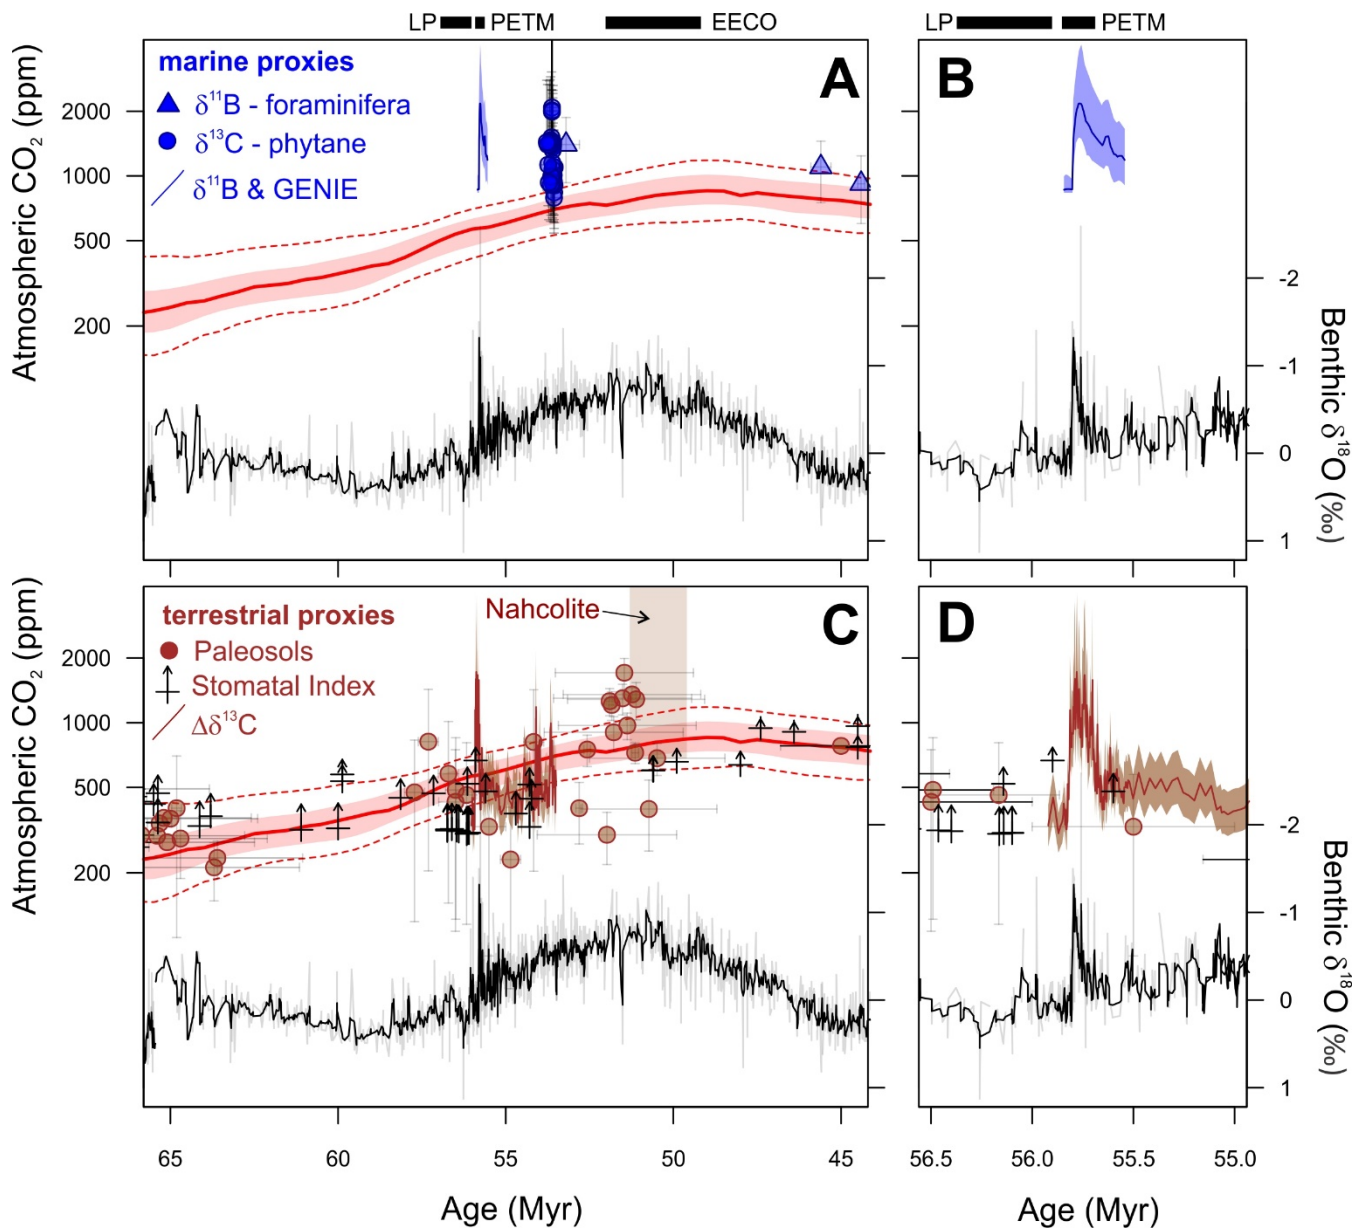 LP PETM EECO LP PETM
A
B
marine proxies
δ¹¹B - foraminifera
δ¹³C - phytane
δ¹¹B & GENIE
Atmospheric CO₂ (ppm)
2000
1000
500
200
-2
-1
0
1
Benthic δ¹⁸O (‰)
C
D
Nahcolite
terrestrial proxies
Paleosols
Stomatal Index
Δδ¹³C
Atmospheric CO₂ (ppm)
2000
1000
500
200
-2
-1
0
1
Benthic δ¹⁸O (‰)
65 60 55 50 45 56.5 56.0 55.5 55.0
Age (Myr) Age (Myr)